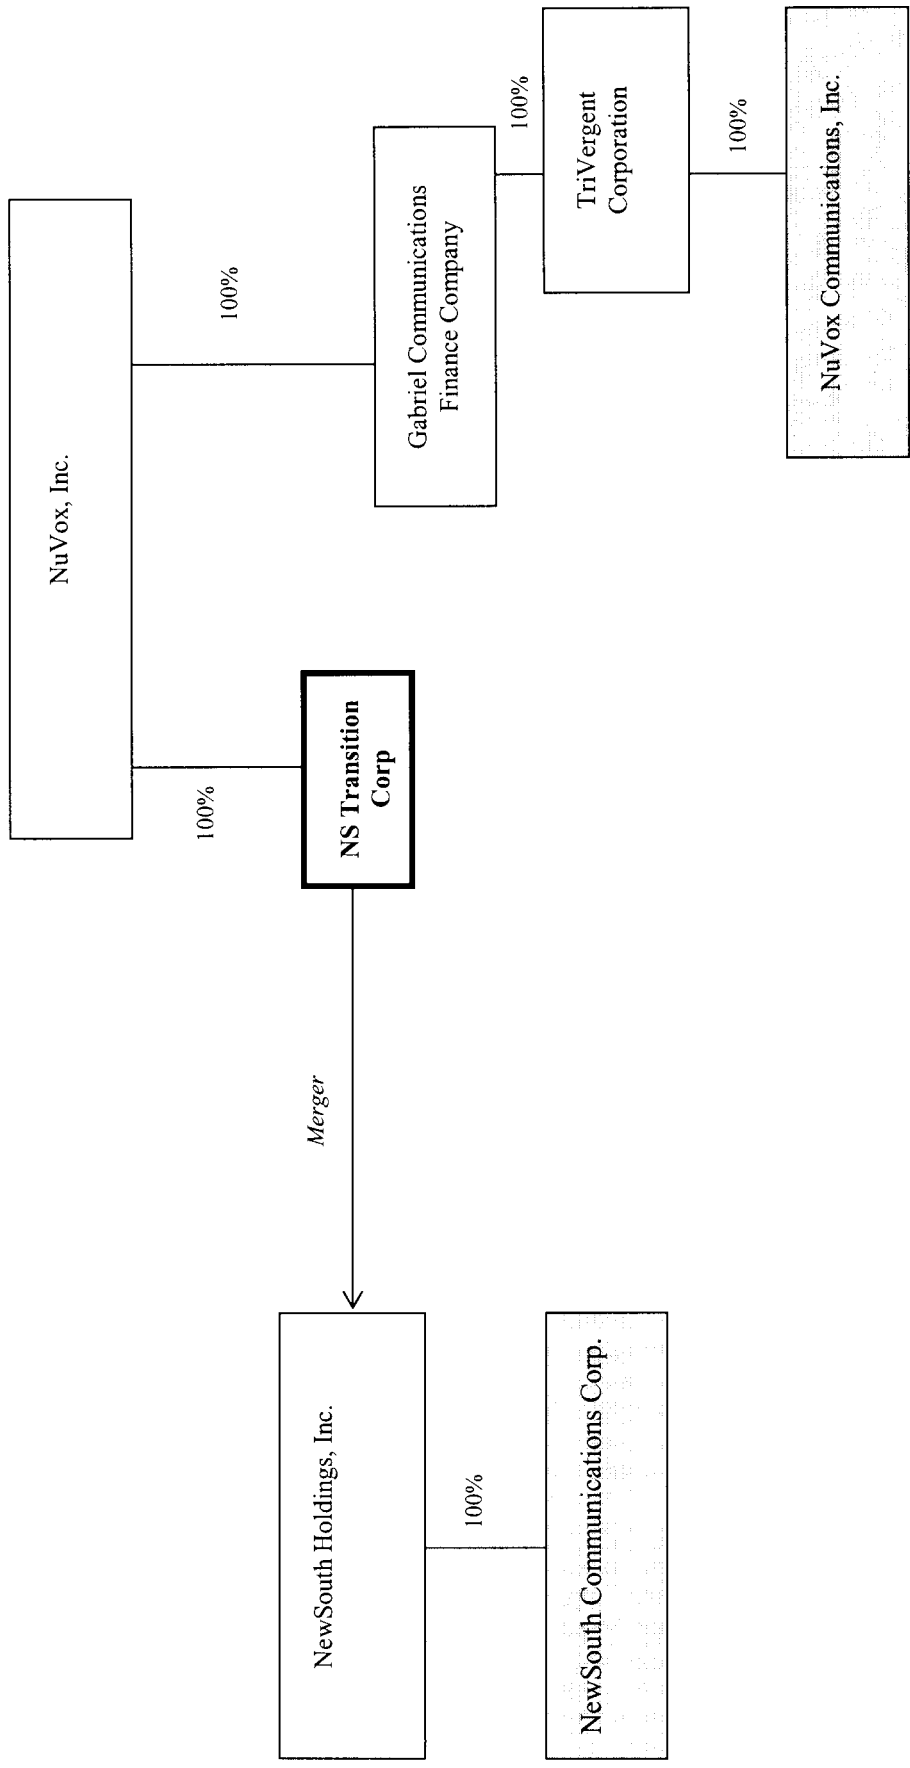 NuVox, Inc.
100%
100%
NS Transition
Corp
Merger
NewSouth Holdings, Inc.
100%
NewSouth Communications Corp.
Gabriel Communications
Finance Company
100%
TriVergent
Corporation
100%
NuVox Communications, Inc.